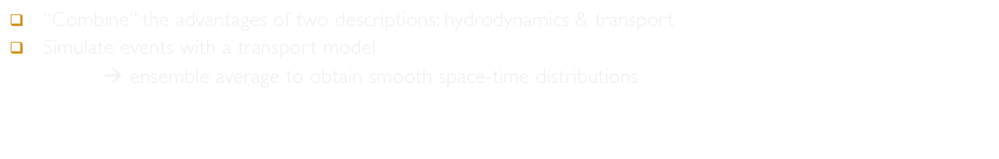 ❑ “Combine” the advantages of two descriptions: hydrodynamics & transport
❑ Simulate events with a transport model
→ ensemble average to obtain smooth space-time distributions